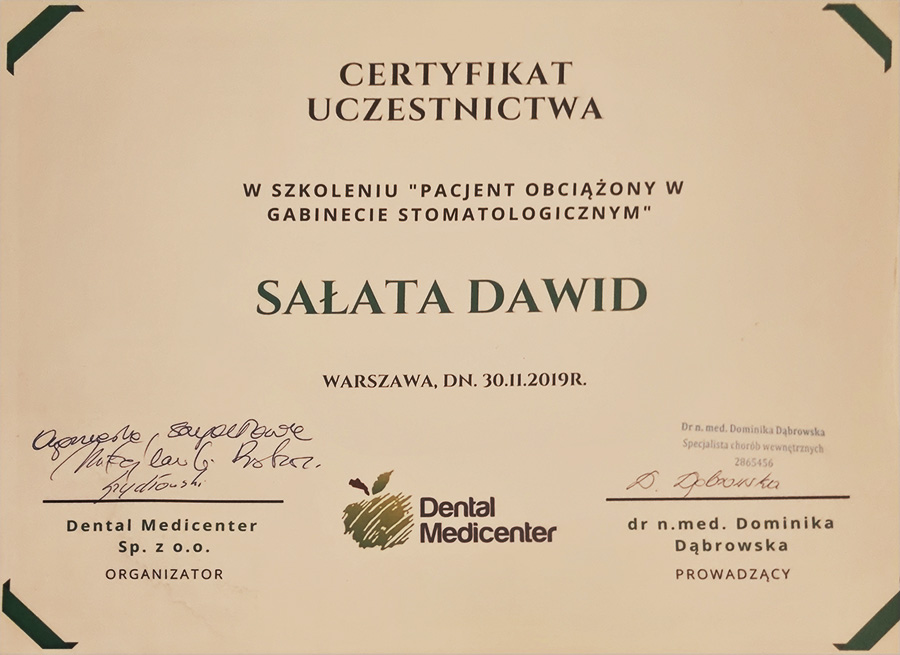 CERTYFIKAT
UCZESTNICTWA
W SZKOLENIU "PACJENT OBCIĄŻONY W
GABINECIE STOMATOLOGICZNYM"
SAŁATA DAWID
WARSZAWA, DN. 30.11.2019R.
Dental Medicenter
Sp. z o.o.
ORGANIZATOR
Dental
Medicenter
Dr n. med. Dominika Dąbrowska
Specjalista chorób wewnętrznych
2865456
D. Dąbrowska
dr n.med. Dominika
Dąbrowska
PROWADZĄCY